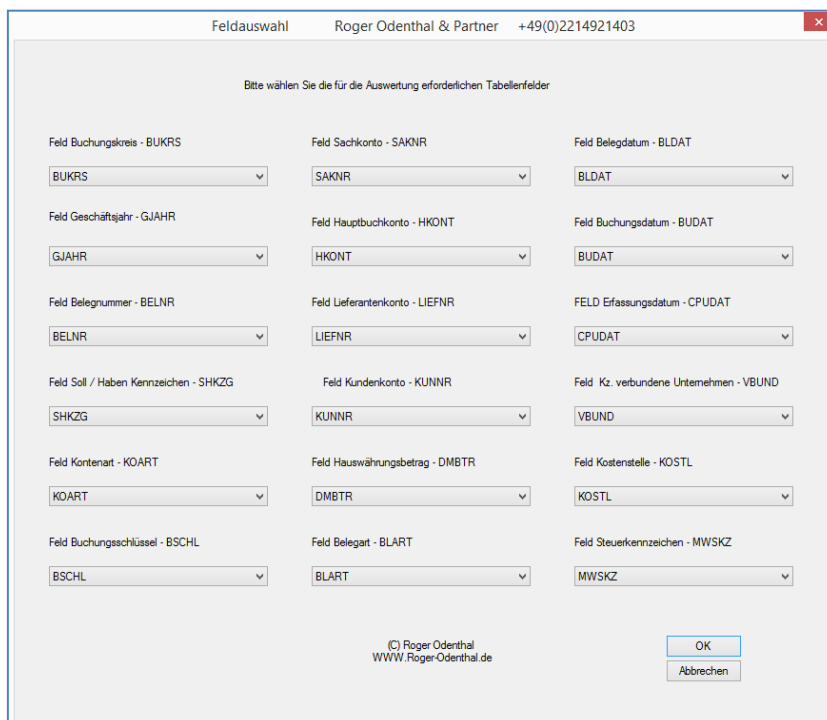 Feldauswahl Roger Odenthal & Partner +49(0)2214921403
Bitte wählen Sie die für die Auswertung erforderlichen Tabellenfelder
Feld Buchungskreis - BUKRS Feld Sachkonto - SAKNR Feld Belegdatum - BLDAT
BUKRS SAKNR BLDAT
Feld Geschäftsjahr - GJAHR Feld Hauptbuchkonto - HKONT Feld Buchungsdatum - BUDAT
GJAHR HKONT BUDAT
Feld Belegnummer - BELNR Feld Lieferantenkonto - LIEFNR FELD Erfassungsdatum - CPUDAT
BELNR LIEFNR CPUDAT
Feld Soll / Haben Kennzeichen - SHKZG Feld Kundenkonto - KUNNR Feld Kz. verbundene Unternehmen - VBUND
SHKZG KUNNR VBUND
Feld Kontenart - KOART Feld Hauswährungsbetrag - DMBTR Feld Kostenstelle - KOSTL
KOART DMBTR KOSTL
Feld Buchungsschlüssel - BSCHL Feld Belegart - BLART Feld Steuerkennzeichen - MWSKZ
BSCHL BLART MWSKZ
(C) Roger Odenthal
WWW.Roger-Odenthal.de
OK
Abbrechen